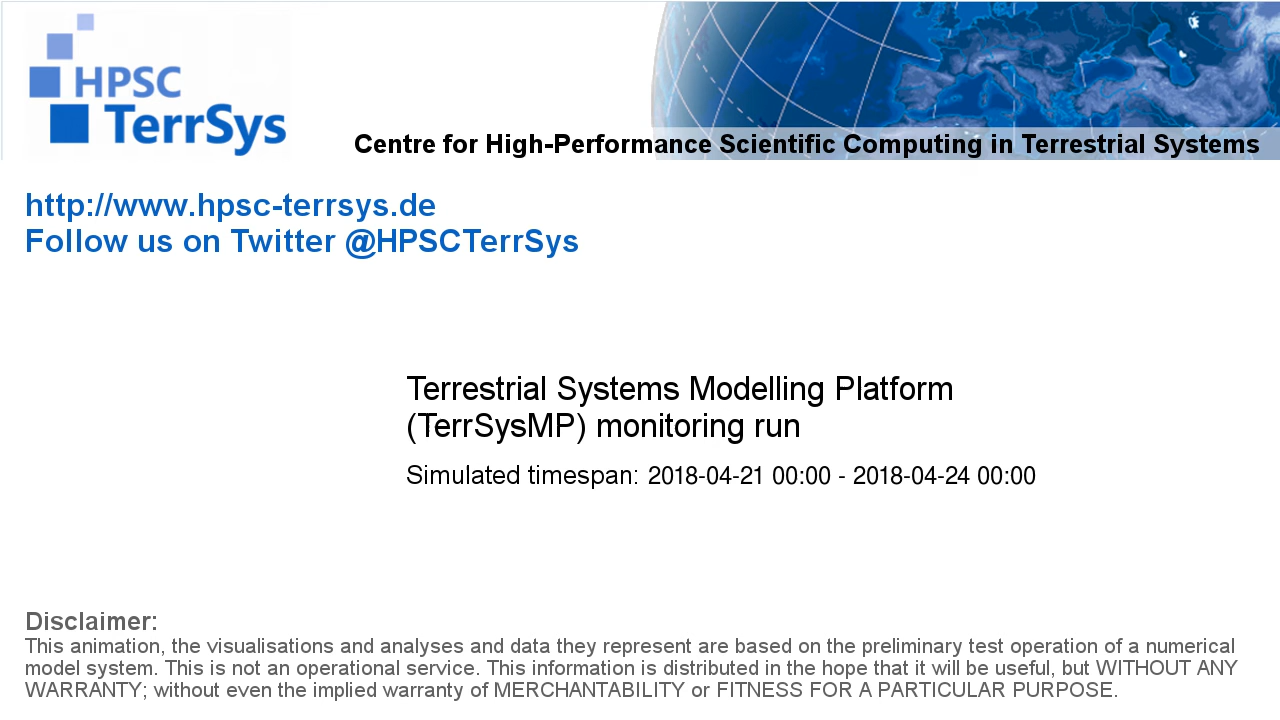 HPSC
TerrSys
Centre for High-Performance Scientific Computing in Terrestrial Systems
http://www.hpsc-terrsys.de
Follow us on Twitter @HPSCTerrSys
Terrestrial Systems Modelling Platform
(TerrSysMP) monitoring run
Simulated timespan: 2018-04-21 00:00 - 2018-04-24 00:00
Disclaimer:
This animation, the visualisations and analyses and data they represent are based on the preliminary test operation of a numerical
model system. This is not an operational service. This information is distributed in the hope that it will be useful, but WITHOUT ANY
WARRANTY; without even the implied warranty of MERCHANTABILITY or FITNESS FOR A PARTICULAR PURPOSE.